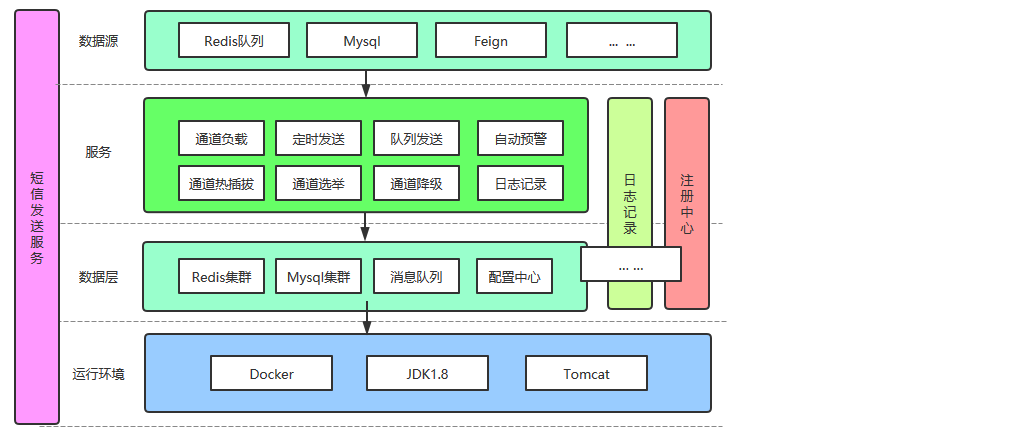 短信发送服务
数据源
Redis队列
Mysql
Feign
... ...
服务
通道负载
定时发送
队列发送
自动预警
通道热插拔
通道选举
通道降级
日志记录
日志记录
注册中心
数据层
Redis集群
Mysql集群
消息队列
配置中心
... ...
运行环境
Docker
JDK1.8
Tomcat